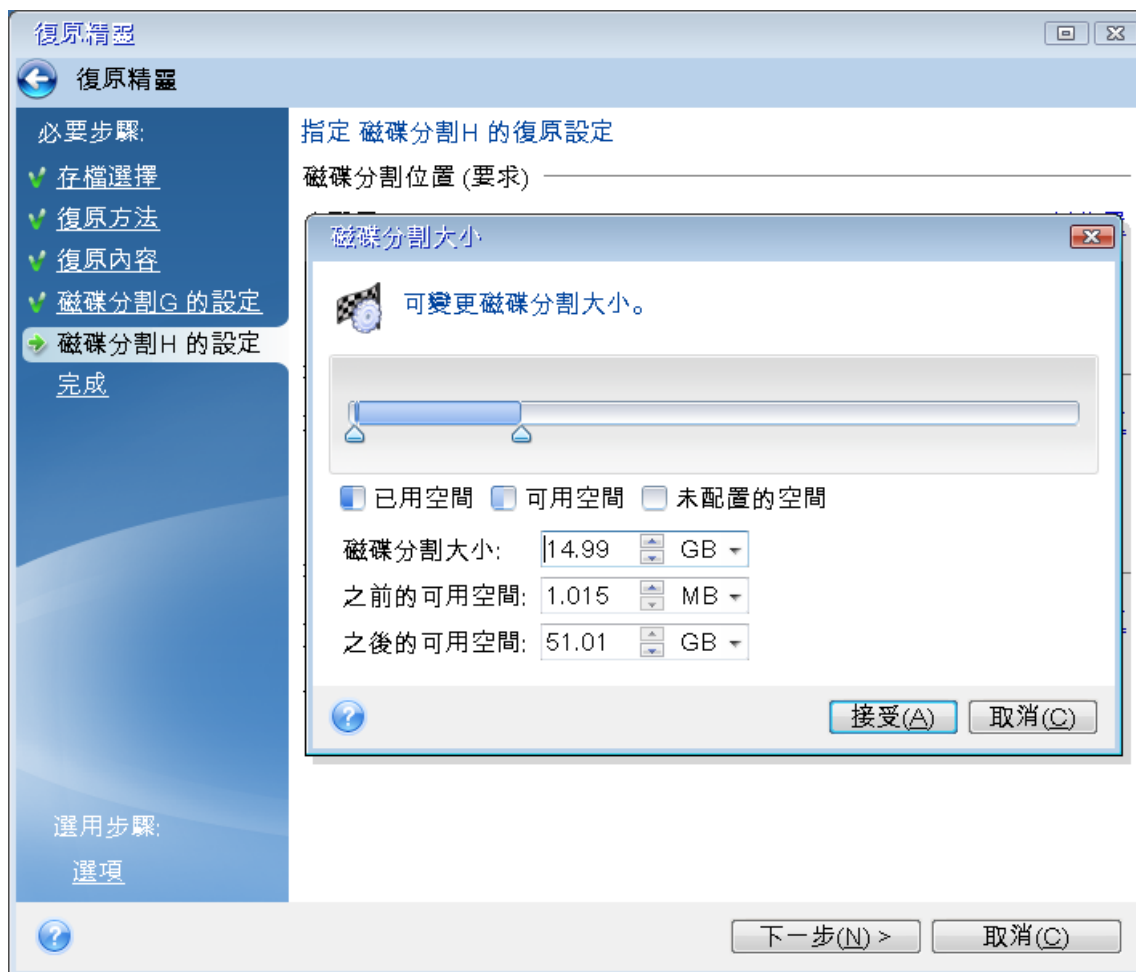 復原精靈
復原精靈
必要步驟:
存檔選擇
復原方法
復原內容
磁碟分割G 的設定
磁碟分割H 的設定
完成
選用步驟:
選項
指定 磁碟分割H 的復原設定
磁碟分割位置 (要求)
磁碟分割大小
可變更磁碟分割大小。
已用空間 可用空間 未配置的空間
磁碟分割大小: 14.99 GB
之前的可用空間: 1.015 MB
之後的可用空間: 51.01 GB
接受(A) 取消(C)
下一步(N) > 取消(C)